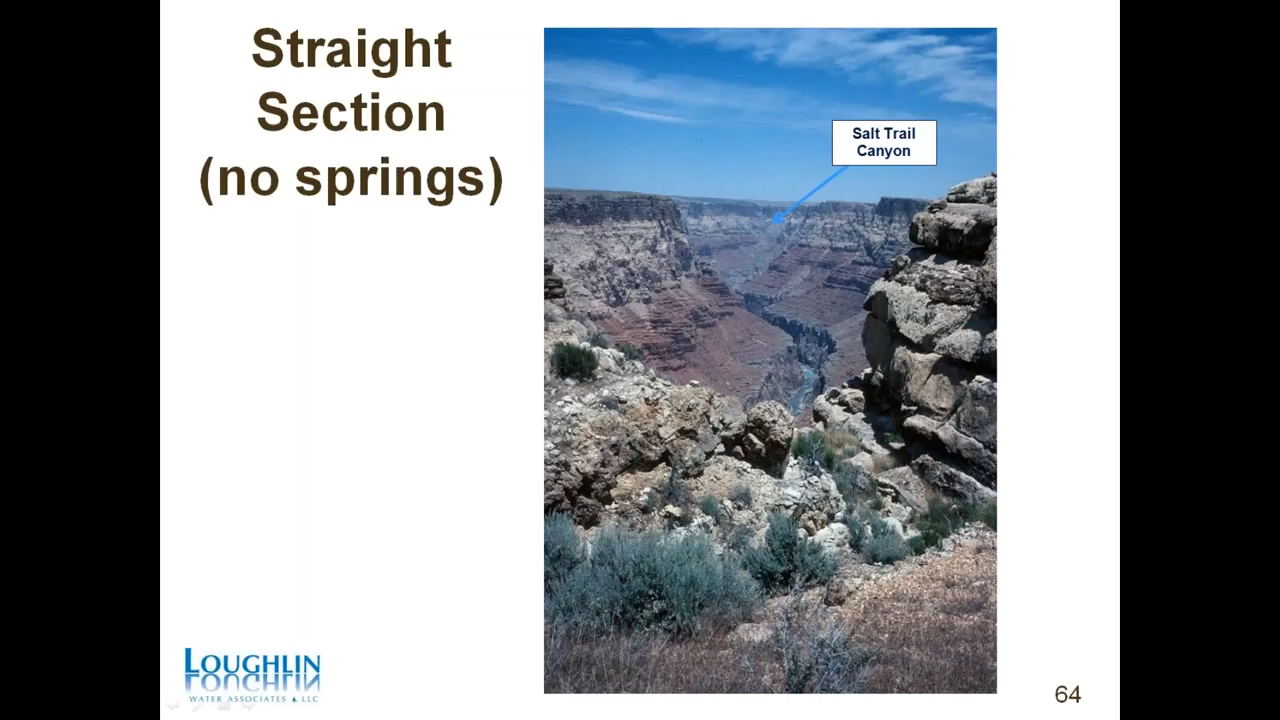 Straight
Section
(no springs)
Salt Trail
Canyon
LOUGHLIN
WATER ASSOCIATES LLC
64